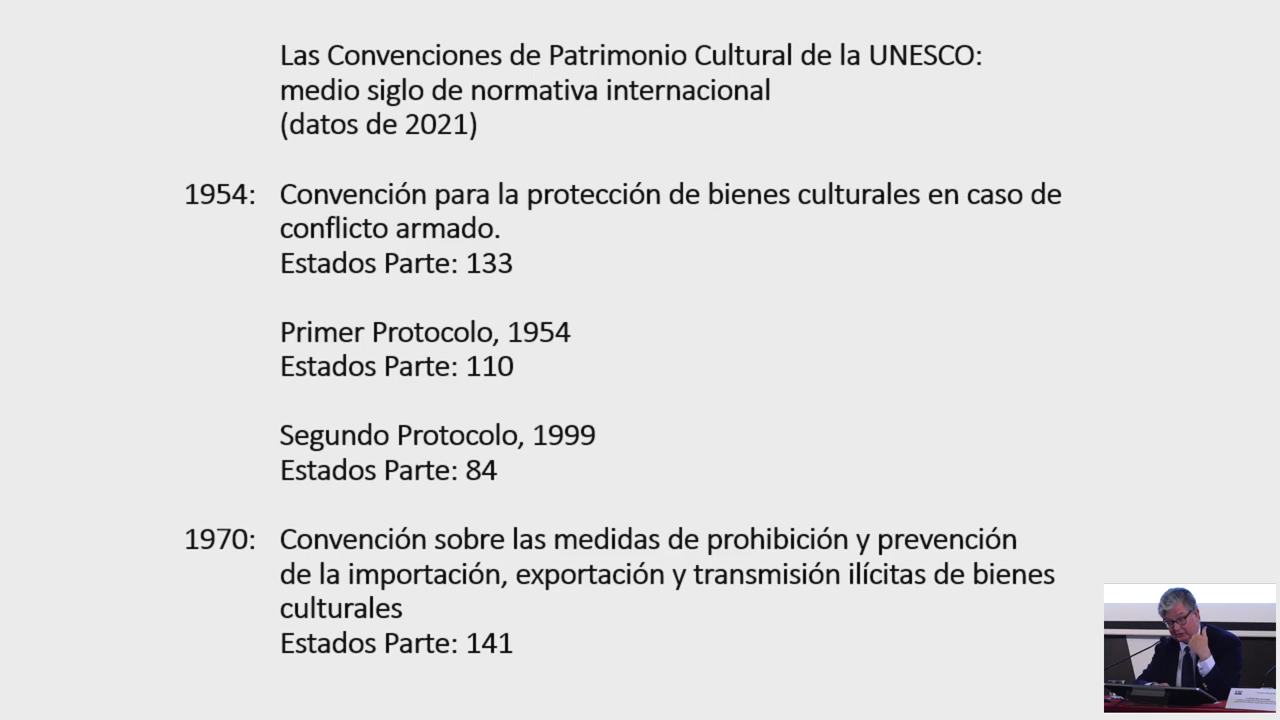 Las Convenciones de Patrimonio Cultural de la UNESCO:
medio siglo de normativa internacional
(datos de 2021)
1954: Convención para la protección de bienes culturales en caso de
conflicto armado.
Estados Parte: 133
Primer Protocolo, 1954
Estados Parte: 110
Segundo Protocolo, 1999
Estados Parte: 84
1970: Convención sobre las medidas de prohibición y prevención
de la importación, exportación y transmisión ilícitas de bienes
culturales
Estados Parte: 141